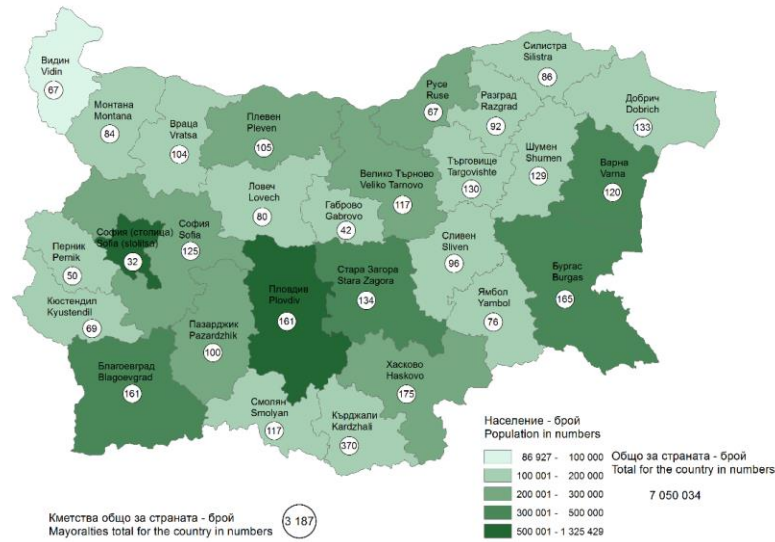 Силистра
Silistra
86
Видин
Vidin
67
Русе
Ruse
67
Разград
Razgrad
92
Добрич
Dobrich
133
Монтана
Montana
84
Враца
Vratsa
104
Плевен
Pleven
105
Шумен
Shumen
129
Варна
Varna
120
Търговище
Targovishte
130
Велико Търново
Veliko Tarnovo
117
Ловеч
Lovech
80
Габрово
Gabrovo
42
София (столица)
Sofia (stolitsa)
32
София
Sofia
125
Сливен
Sliven
96
Перник
Pernik
50
Бургас
Burgas
165
Стара Загора
Stara Zagora
134
Пловдив
Plovdiv
161
Ямбол
Yambol
76
Кюстендил
Kyustendil
69
Пазарджик
Pazardzhik
100
Благоевград
Blagoevgrad
161
Хасково
Haskovo
175
Смолян
Smolyan
117
Кърджали
Kardzhali
370
Население - брой
Population in numbers
86 927 - 100 000
100 001 - 200 000
200 001 - 300 000
300 001 - 500 000
500 001 - 1 325 429
Общо за страната - брой
Total for the country in numbers
7 050 034
Кметства общо за страната - брой
Mayoralties total for the country in numbers
3 187